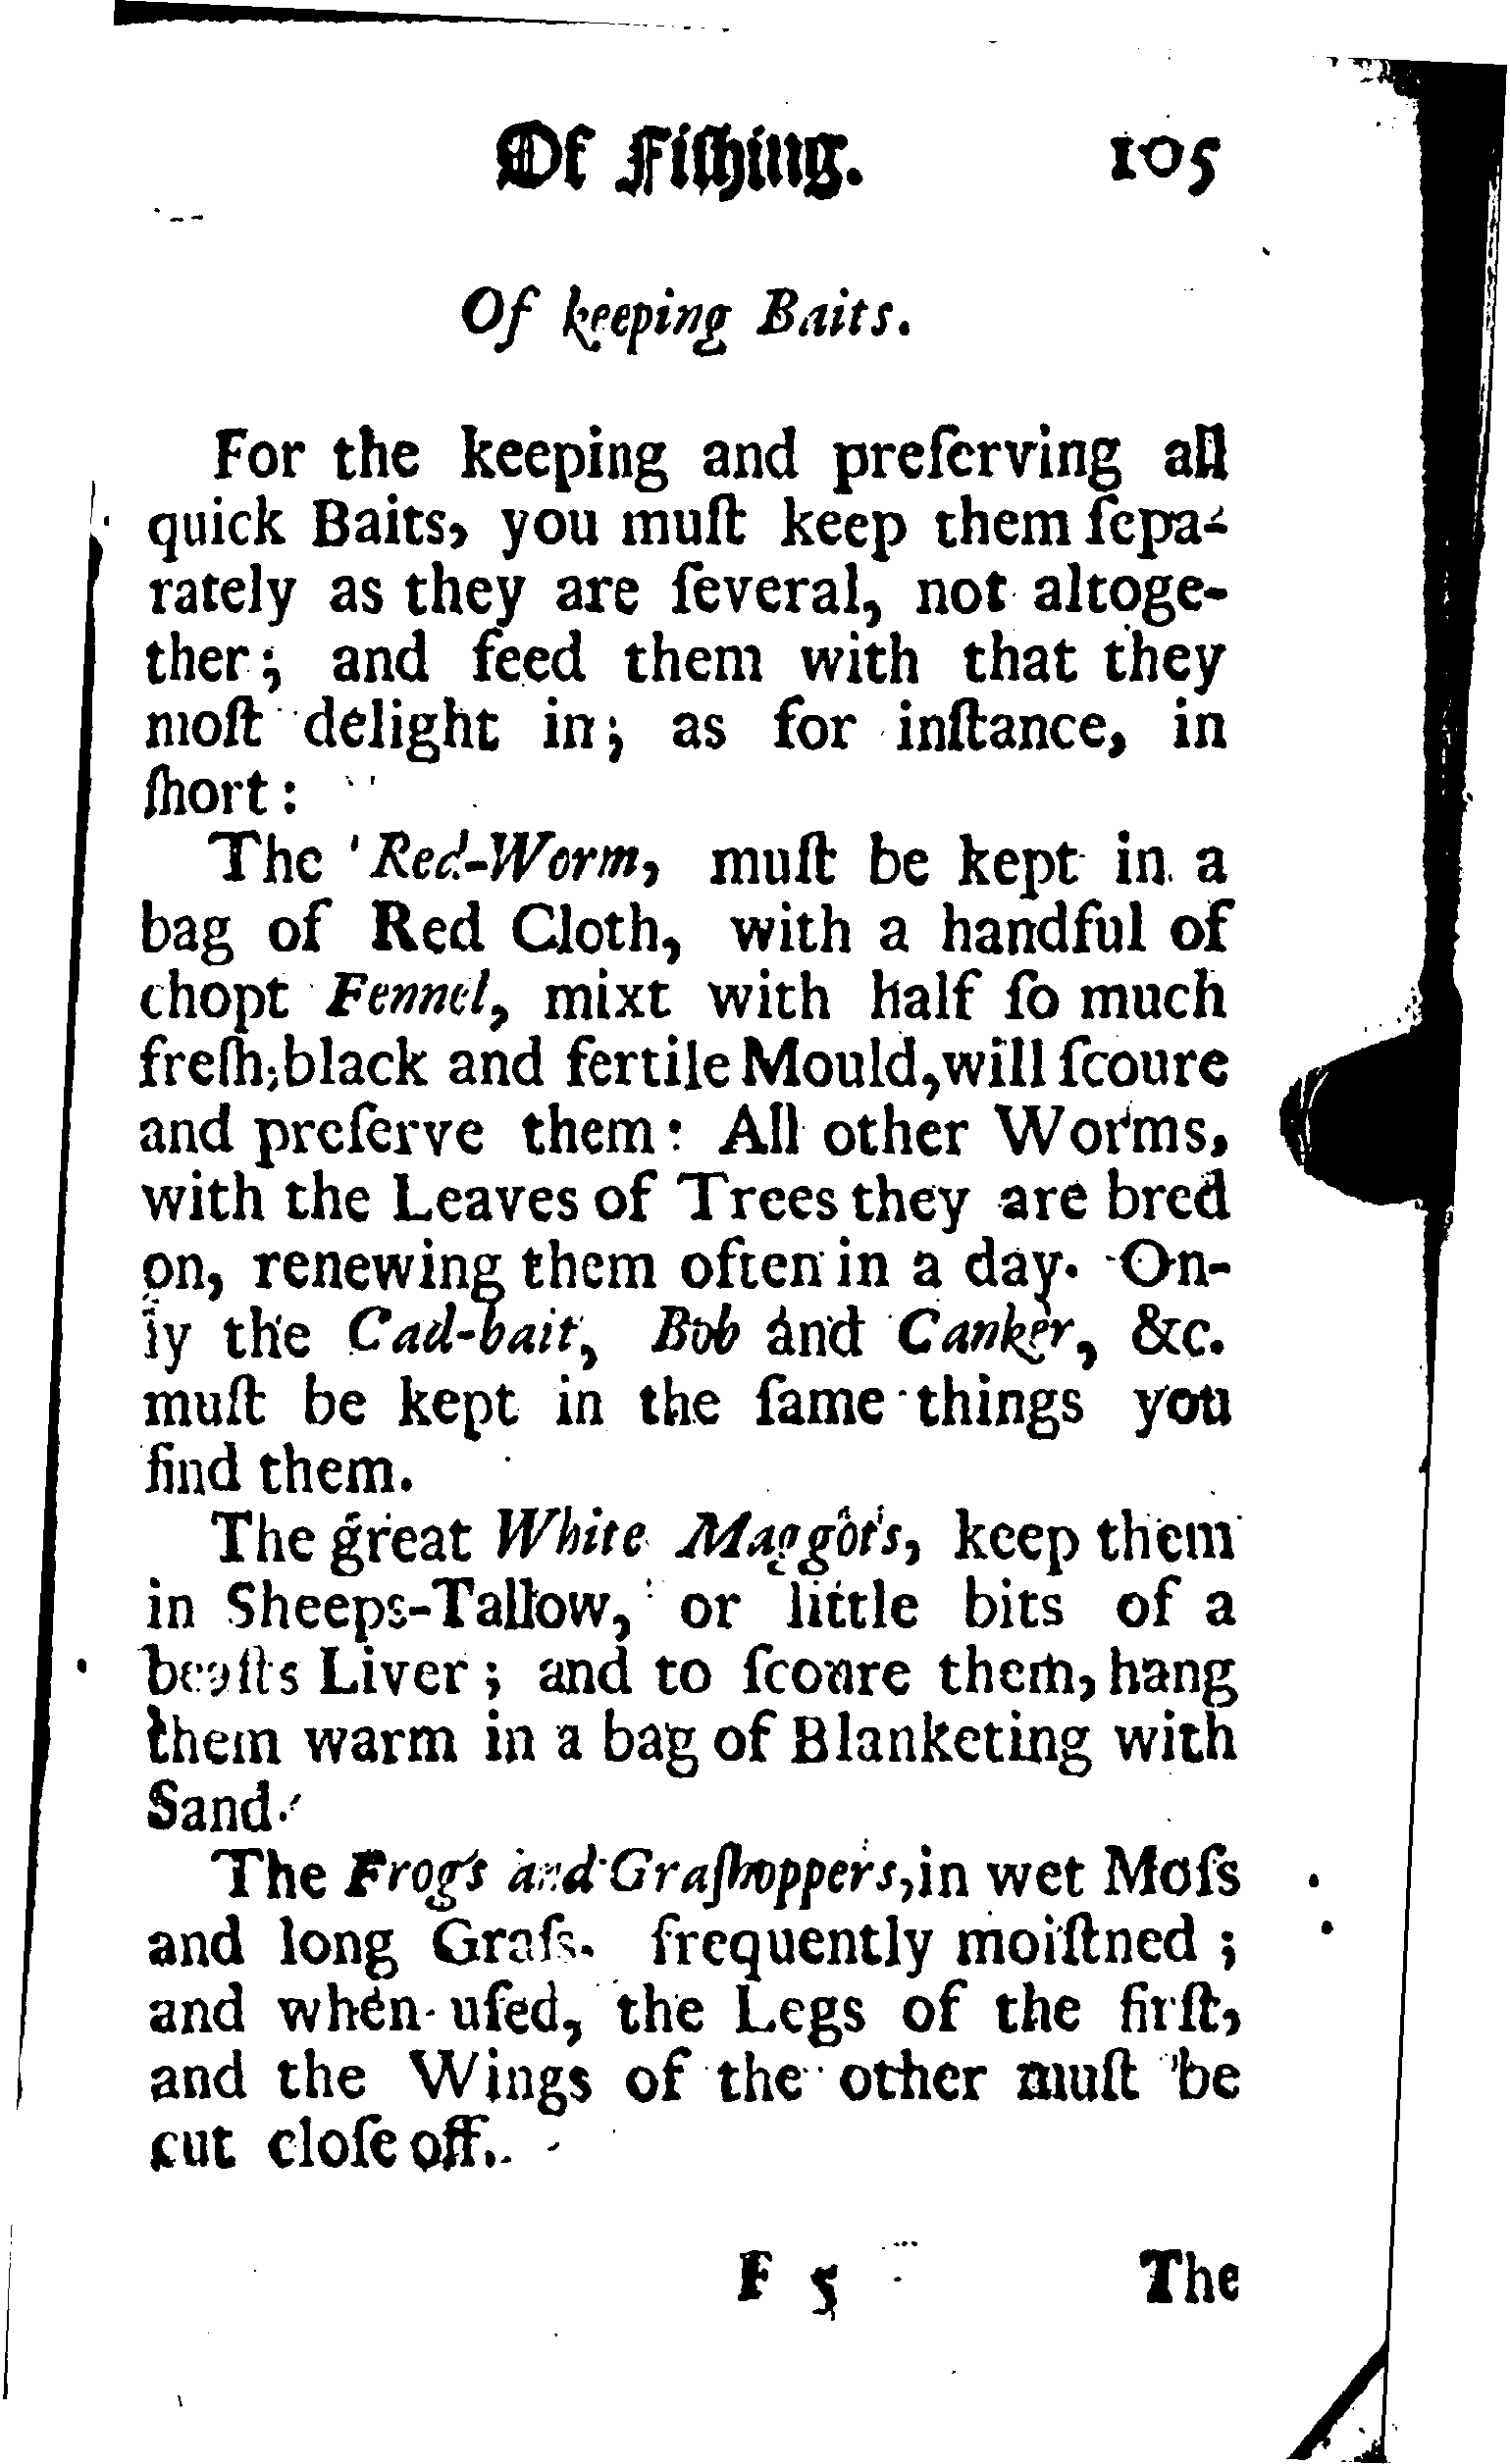 Of Fiſhing. 105
Of keeping Baits.
For the keeping and preſerving all
quick Baits, you muſt keep them ſepa-
rately as they are ſeveral, not altoge-
ther; and feed them with that they
moſt delight in; as for inſtance, in
ſhort:
The Red-Worm, muſt be kept in a
bag of Red Cloth, with a handful of
chopt Fennel, mixt with half ſo much
freſh, black and fertile Mould, will ſcoure
and preſerve them: All other Worms,
with the Leaves of Trees they are bred
on, renewing them often in a day. On-
ly the Cad-bait, Bob and Canker, &c.
muſt be kept in the ſame things you
find them.
The great White Maggots, keep them
in Sheeps-Tallow, or little bits of a
beaſts Liver; and to ſcoure them, hang
them warm in a bag of Blanketing with
Sand.
The Frogs and Graſhoppers, in wet Moſs
and long Graſs, frequently moiſtned;
and when uſed, the Legs of the firſt,
and the Wings of the other muſt be
cut cloſe off.
F 5 The